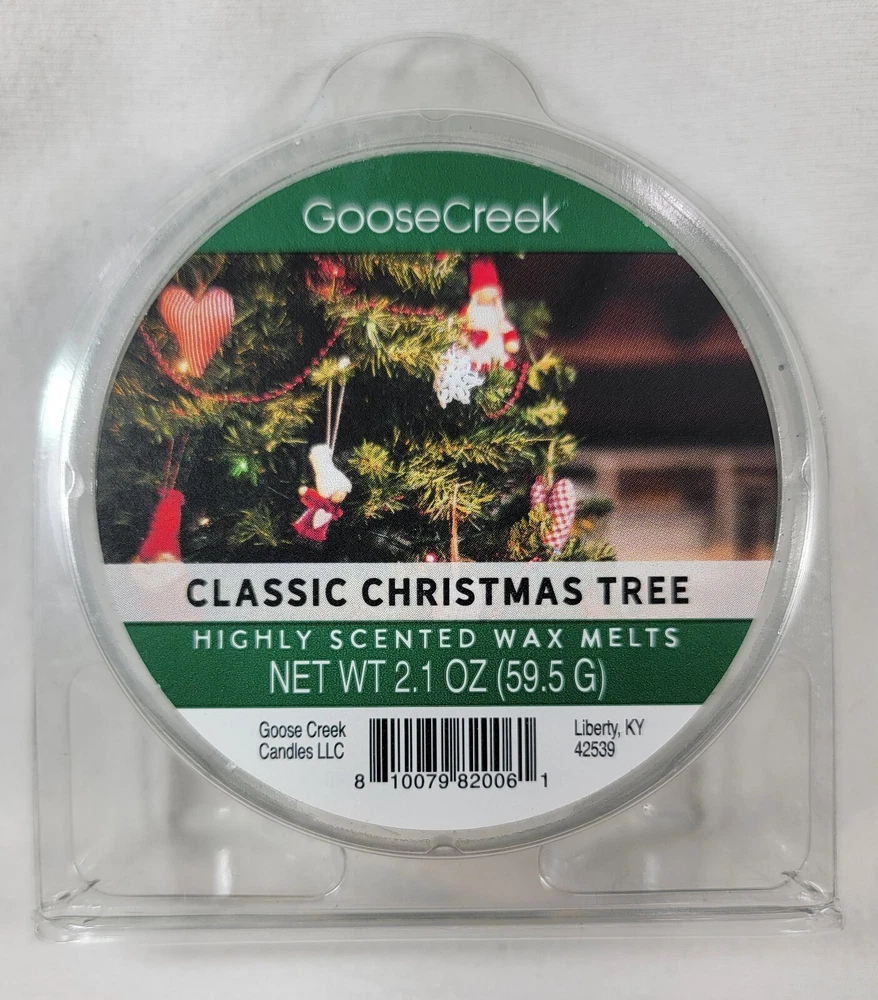 GooseCreek
CLASSIC CHRISTMAS TREE
HIGHLY SCENTED WAX MELTS
NET WT 2.1 OZ (59.5 G)
Goose Creek
Candles LLC
8 10079 82006 1
Liberty, KY
42539